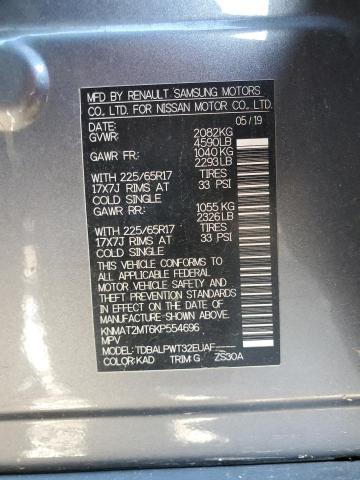 MFD BY RENAULT SAMSUNG MOTORS
CO., LTD. FOR NISSAN MOTOR CO., LTD.
DATE: 05/19
GVWR: 2082KG
4590LB
GAWR FR: 1040 KG
2293LB
WITH 225/65R17 TIRES
17X7J RIMS AT 33 PSI
COLD SINGLE
GAWR RR: 1055 KG
2326LB
WITH 225/65R17 TIRES
17X7J RIMS AT 33 PSI
COLD SINGLE
THIS VEHICLE CONFORMS TO
ALL APPLICABLE FEDERAL
MOTOR VEHICLE SAFETY AND
THEFT PREVENTION STANDARDS
IN EFFECT ON THE DATE OF
MANUFACTURE SHOWN ABOVE.
KNMAT2MT6KP554696
MPV
MODEL:TDBALPWT32EUAF-----
COLOR:KAD TRIM:G ZS30A